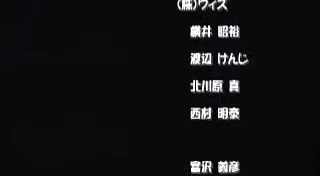 (株)ウィズ
横井 昭裕
渡辺 けんじ
北川原 真
西村 明泰
宮沢 義彦